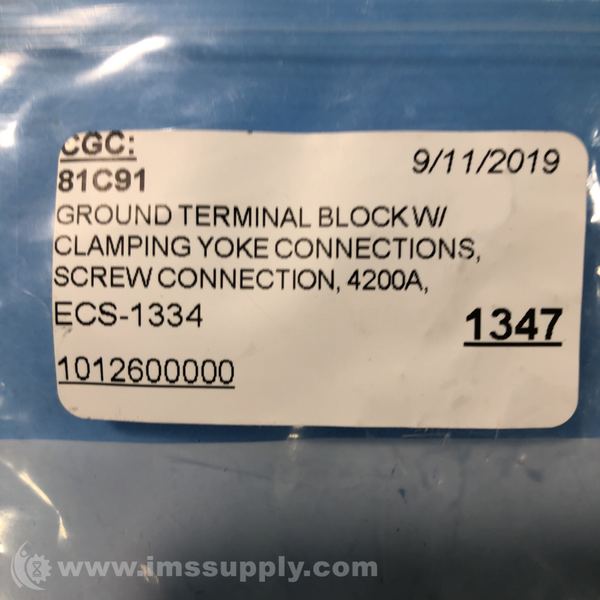 CGC:
9/11/2019
81C91
GROUND TERMINAL BLOCK W/
CLAMPING YOKE CONNECTIONS,
SCREW CONNECTION, 4200A,
ECS-1334
1347
1012600000
www.imssupply.com